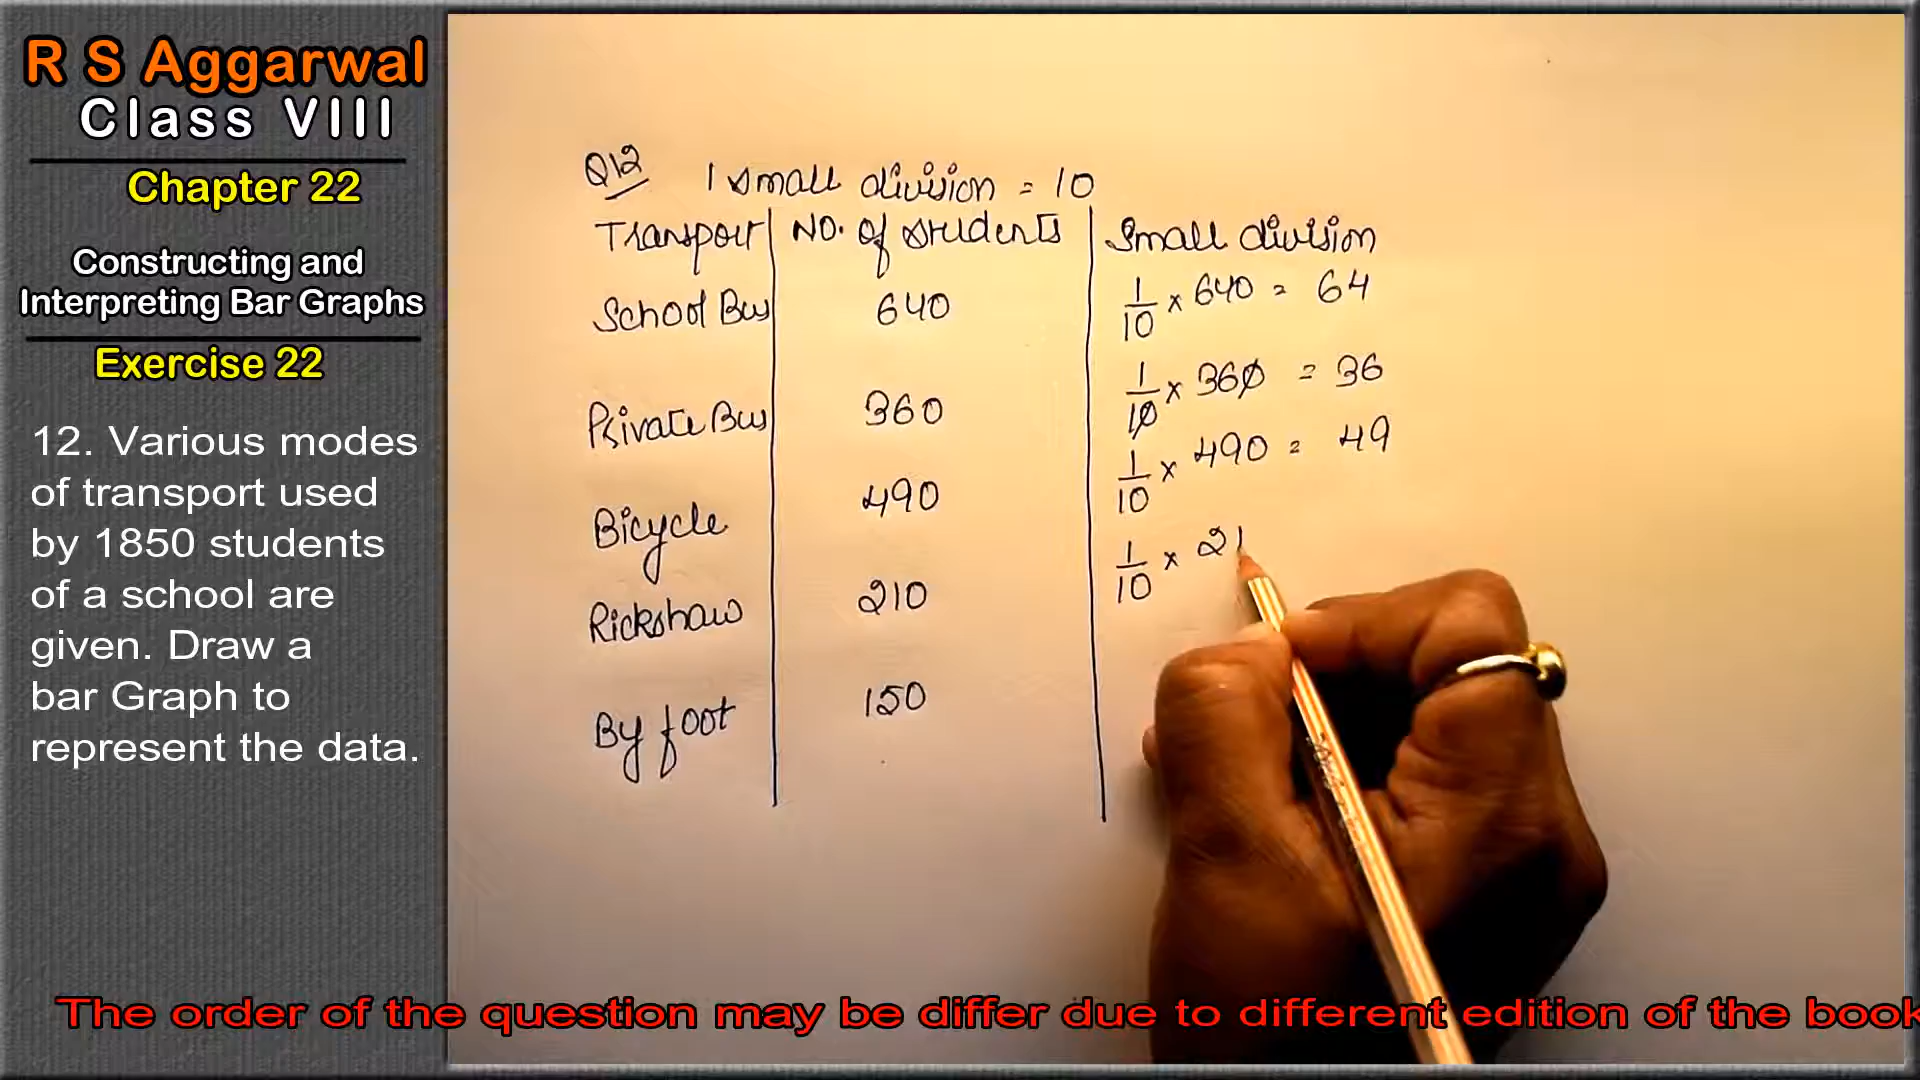 R S Aggarwal
Class VIII
Chapter 22
Constructing and
Interpreting Bar Graphs
Exercise 22
12. Various modes
of transport used
by 1850 students
of a school are
given. Draw a
bar Graph to
represent the data.
Q12 1 small division = 10
Transport No. of students Small division
School Bus 640 1/10 × 640 = 64
Private Bus 360 1/10 × 360 = 36
Bicycle 490 1/10 × 490 = 49
Rickshaw 210 1/10 × 21
By foot 150
The order of the question may be differ due to different edition of the book